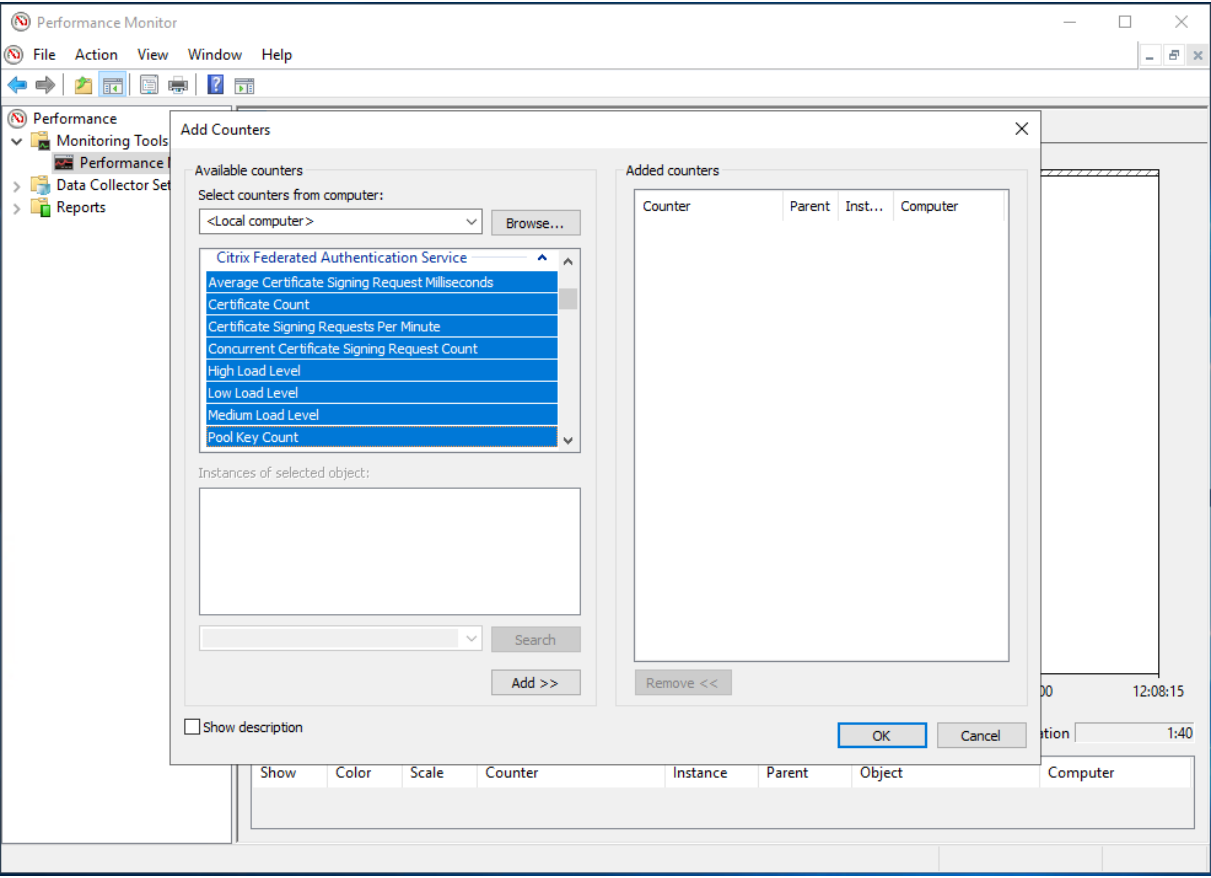 Performance Monitor
File Action View Window Help
Performance
Monitoring Tools
Performance
Data Collector Set
Reports
Add Counters
Available counters
Select counters from computer:
<Local computer>
Browse...
Citrix Federated Authentication Service
Average Certificate Signing Request Milliseconds
Certificate Count
Certificate Signing Requests Per Minute
Concurrent Certificate Signing Request Count
High Load Level
Low Load Level
Medium Load Level
Pool Key Count
Instances of selected object:
Search
Add >>
Show description
Added counters
Counter Parent Inst... Computer
Remove <<
OK Cancel
00 12:08:15
ation 1:40
Show Color Scale Counter Instance Parent Object Computer